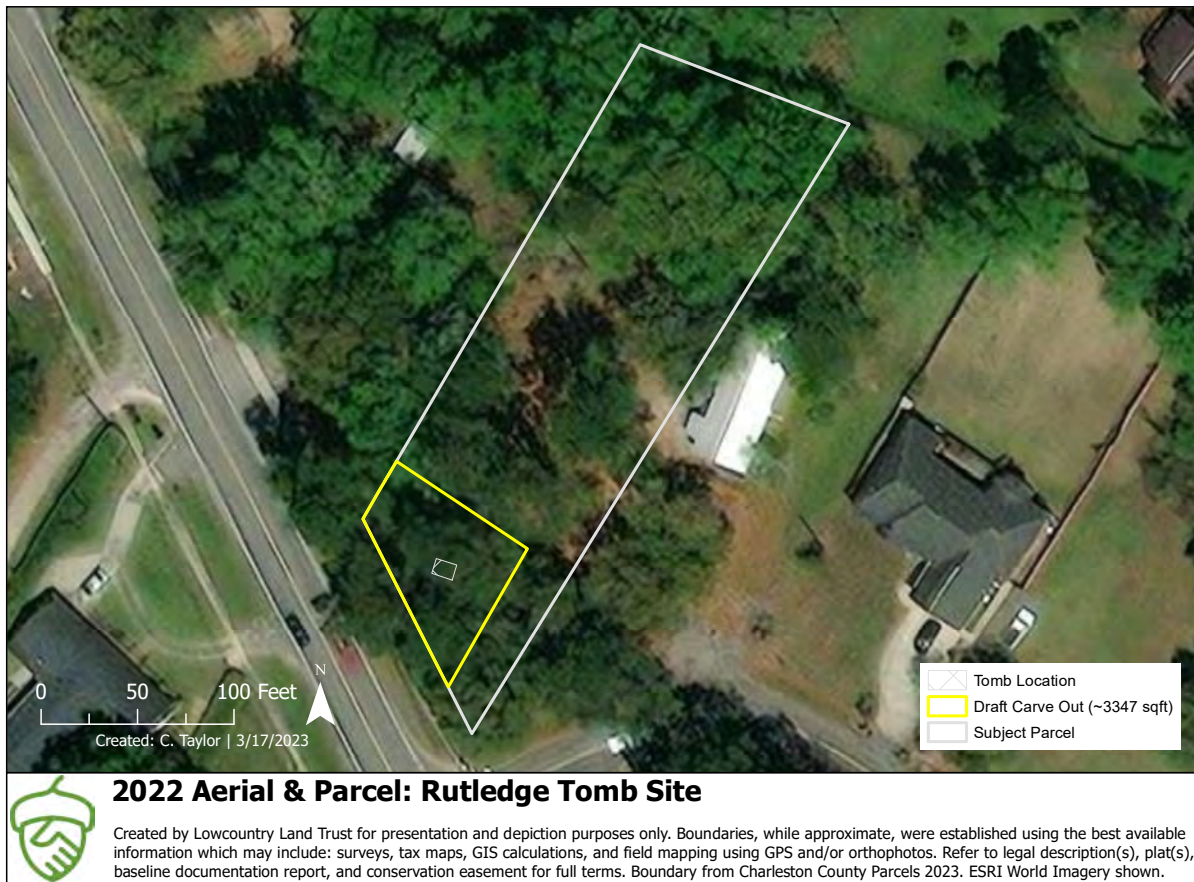 Tomb Location
Draft Carve Out (~3347 sqft)
Subject Parcel
N
0 50 100 Feet
Created: C. Taylor | 3/17/2023
2022 Aerial & Parcel: Rutledge Tomb Site
Created by Lowcountry Land Trust for presentation and depiction purposes only. Boundaries, while approximate, were established using the best available
information which may include: surveys, tax maps, GIS calculations, and field mapping using GPS and/or orthophotos. Refer to legal description(s), plat(s),
baseline documentation report, and conservation easement for full terms. Boundary from Charleston County Parcels 2023. ESRI World Imagery shown.